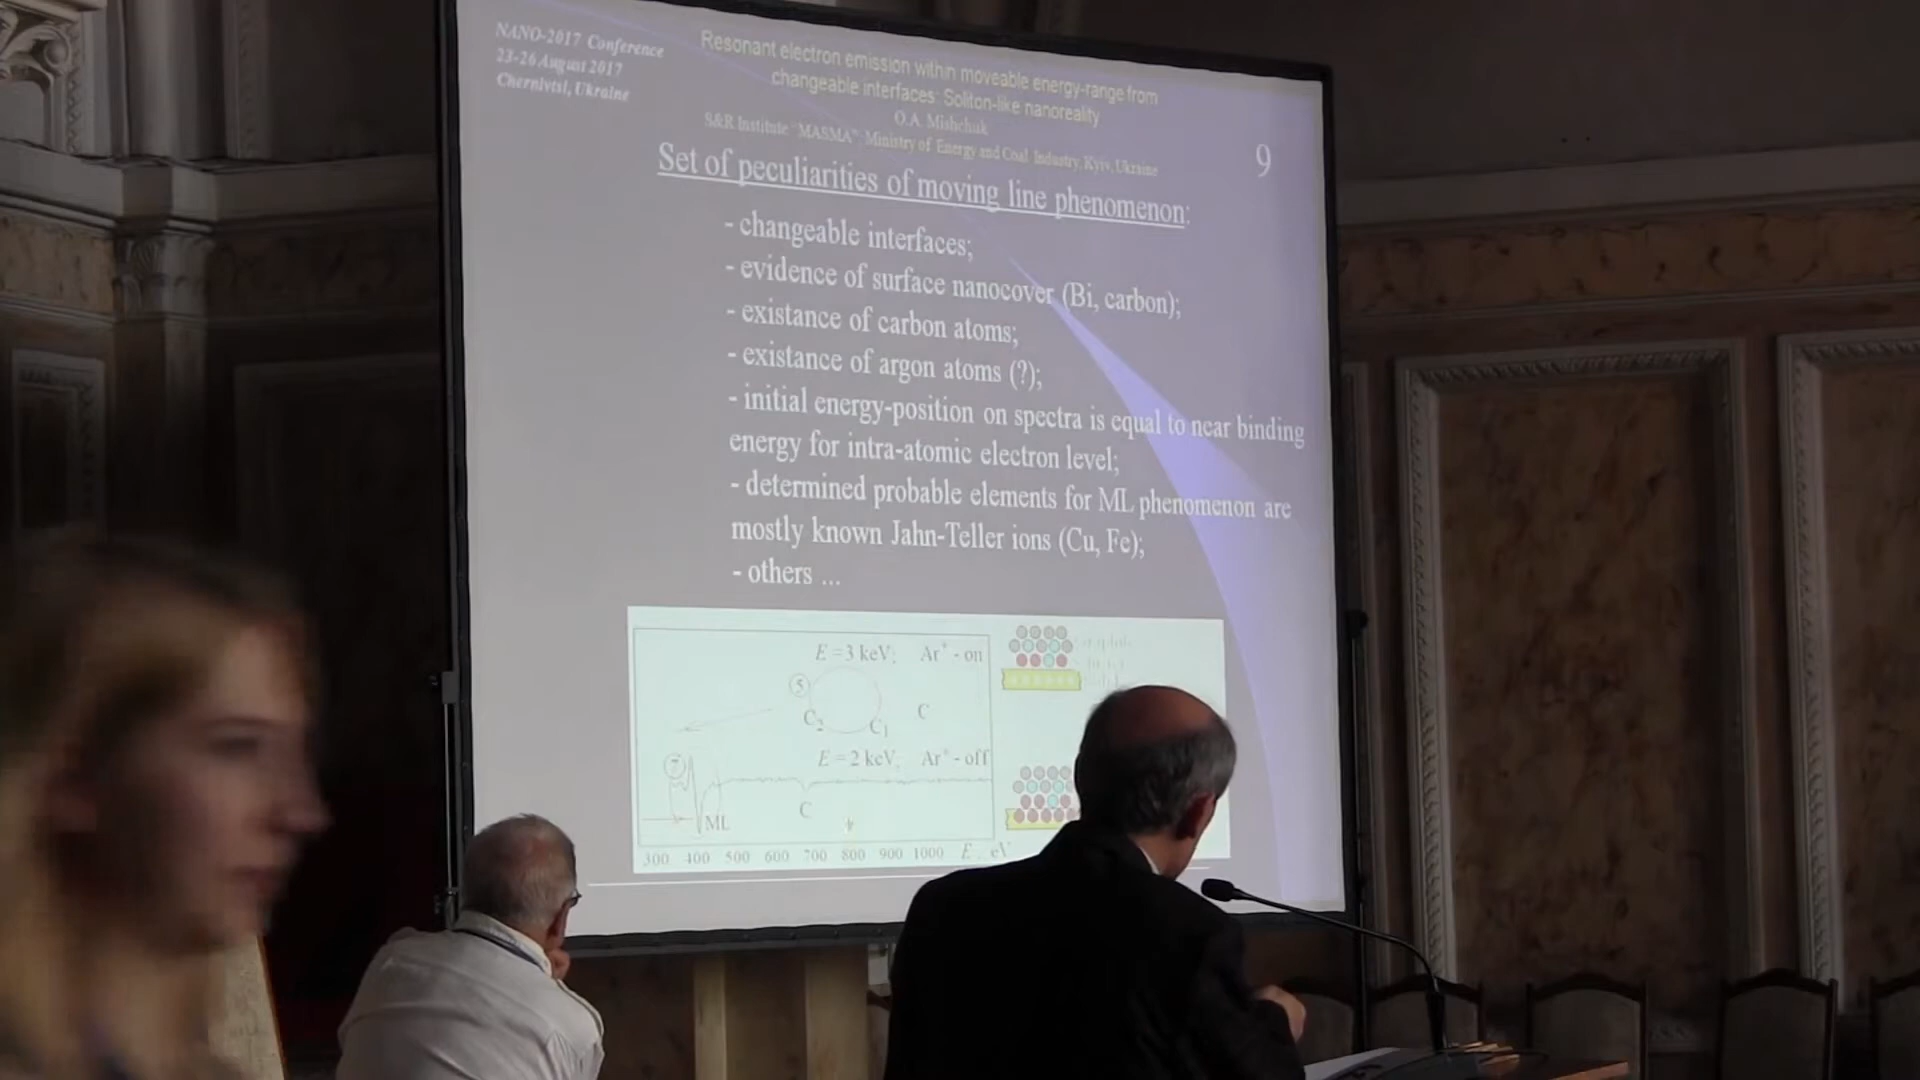 NANO-2017 Conference
23-26 August 2017
Chernivtsi, Ukraine
Resonant electron emission within moveable energy-range from
changeable interfaces: Soliton-like nanoreality
O.A. Mishchuk
S&R Institute "MASMA", Ministry of Energy and Coal Industry, Kyiv, Ukraine
9
Set of peculiarities of moving line phenomenon:
- changeable interfaces;
- evidence of surface nanocover (Bi, carbon);
- existance of carbon atoms;
- existance of argon atoms (?);
- initial energy-position on spectra is equal to near binding
energy for intra-atomic electron level;
- determined probable elements for ML phenomenon are
mostly known Jahn-Teller ions (Cu, Fe);
- others ...
E = 3 keV; Ar⁺ - on
5
C₂ C₁ C
E = 2 keV, Ar⁺ - off
7
ML C
300 400 500 600 700 800 900 1000 E, eV